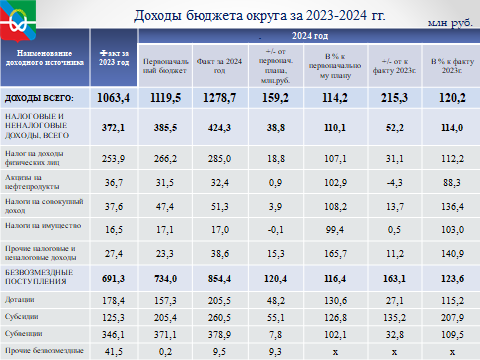 Доходы бюджета округа за 2023-2024 гг.
млн руб.
Наименование доходного источника | Факт за 2023 год | 2024 год
Первоначальный бюджет | Факт за 2024 год | +/- от первонач. плана, млн.руб. | В % к первоначальному плану | +/- от к факту 2023г. | В % к факту 2023г.
ДОХОДЫ ВСЕГО: | 1063,4 | 1119,5 | 1278,7 | 159,2 | 114,2 | 215,3 | 120,2
НАЛОГОВЫЕ И НЕНАЛОГОВЫЕ ДОХОДЫ, ВСЕГО | 372,1 | 385,5 | 424,3 | 38,8 | 110,1 | 52,2 | 114,0
Налог на доходы физических лиц | 253,9 | 266,2 | 285,0 | 18,8 | 107,1 | 31,1 | 112,2
Акцизы на нефтепродукты | 36,7 | 31,5 | 32,4 | 0,9 | 102,9 | -4,3 | 88,3
Налоги на совокупный доход | 37,6 | 47,4 | 51,3 | 3,9 | 108,2 | 13,7 | 136,4
Налоги на имущество | 16,5 | 17,1 | 17,0 | -0,1 | 99,4 | 0,5 | 103,0
Прочие налоговые и неналоговые доходы | 27,4 | 23,3 | 38,6 | 15,3 | 165,7 | 11,2 | 140,9
БЕЗВОЗМЕЗДНЫЕ ПОСТУПЛЕНИЯ | 691,3 | 734,0 | 854,4 | 120,4 | 116,4 | 163,1 | 123,6
Дотации | 178,4 | 157,3 | 205,5 | 48,2 | 130,6 | 27,1 | 115,2
Субсидии | 125,3 | 205,4 | 260,5 | 55,1 | 126,8 | 135,2 | 207,9
Субвенции | 346,1 | 371,1 | 378,9 | 7,8 | 102,1 | 32,8 | 109,5
Прочие безвозмездные | 41,5 | 0,2 | 9,5 | 9,3 | х | х | х